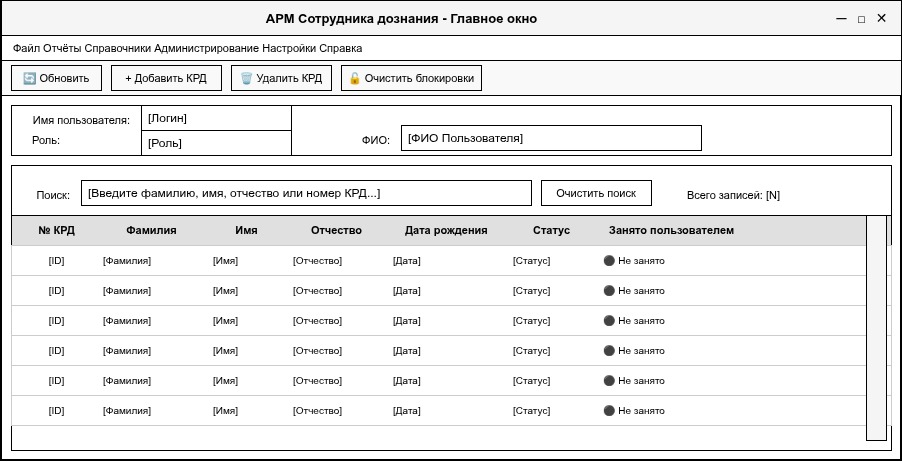 АРМ Сотрудника дознания - Главное окно
Файл Отчёты Справочники Администрирование Настройки Справка
Обновить + Добавить КРД Удалить КРД Очистить блокировки
Имя пользователя: [Логин]
Роль: [Роль] ФИО: [ФИО Пользователя]
Поиск: [Введите фамилию, имя, отчество или номер КРД...] Очистить поиск Всего записей: [N]
№ КРД Фамилия Имя Отчество Дата рождения Статус Занято пользователем
[ID] [Фамилия] [Имя] [Отчество] [Дата] [Статус] Не занято
[ID] [Фамилия] [Имя] [Отчество] [Дата] [Статус] Не занято
[ID] [Фамилия] [Имя] [Отчество] [Дата] [Статус] Не занято
[ID] [Фамилия] [Имя] [Отчество] [Дата] [Статус] Не занято
[ID] [Фамилия] [Имя] [Отчество] [Дата] [Статус] Не занято
[ID] [Фамилия] [Имя] [Отчество] [Дата] [Статус] Не занято